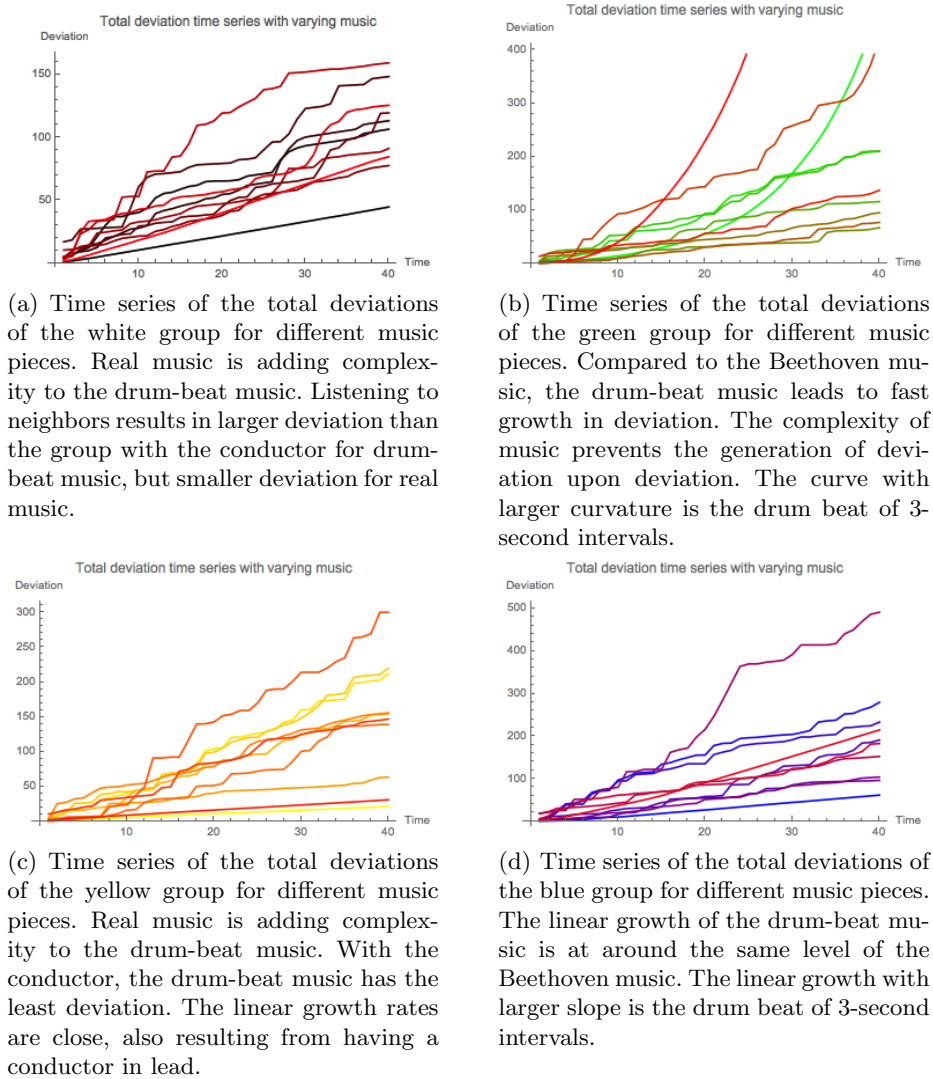 Total deviation time series with varying music
Deviation
150
100
50
10
20
30
40
Time
(a) Time series of the total deviations
of the white group for different music
pieces. Real music is adding complex-
ity to the drum-beat music. Listening to
neighbors results in larger deviation than
the group with the conductor for drum-
beat music, but smaller deviation for real
music.
Total deviation time series with varying music
Deviation
400
300
200
100
10
20
30
40
Time
(b) Time series of the total deviations
of the green group for different music
pieces. Compared to the Beethoven mu-
sic, the drum-beat music leads to fast
growth in deviation. The complexity of
music prevents the generation of devi-
ation upon deviation. The curve with
larger curvature is the drum beat of 3-
second intervals.
Total deviation time series with varying music
Deviation
300
250
200
150
100
50
10
20
30
40
Time
(c) Time series of the total deviations
of the yellow group for different music
pieces. Real music is adding complex-
ity to the drum-beat music. With the
conductor, the drum-beat music has the
least deviation. The linear growth rates
are close, also resulting from having a
conductor in lead.
Total deviation time series with varying music
Deviation
500
400
300
200
100
10
20
30
40
Time
(d) Time series of the total deviations of
the blue group for different music pieces.
The linear growth of the drum-beat mu-
sic is at around the same level of the
Beethoven music. The linear growth with
larger slope is the drum beat of 3-second
intervals.